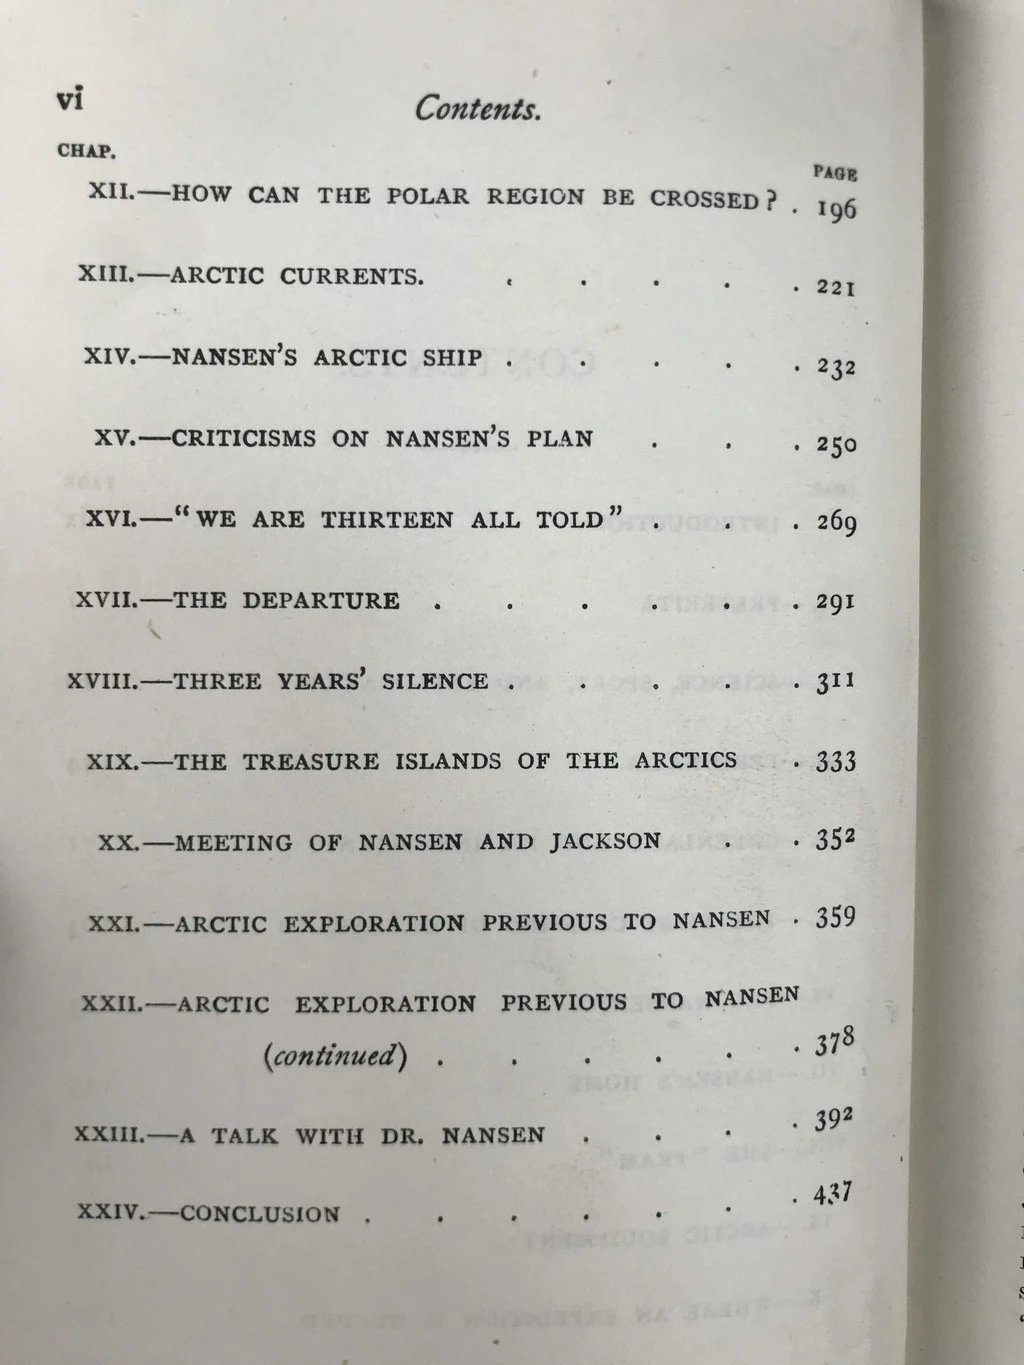 vi
Contents.
CHAP.
PAGE
XII.—HOW CAN THE POLAR REGION BE CROSSED? . 196
XIII.—ARCTIC CURRENTS. . . . . . 221
XIV.—NANSEN'S ARCTIC SHIP . . . . . 232
XV.—CRITICISMS ON NANSEN'S PLAN . . . 250
XVI.—"WE ARE THIRTEEN ALL TOLD" . . . 269
XVII.—THE DEPARTURE . . . . . . 291
XVIII.—THREE YEARS' SILENCE . . . . . 311
XIX.—THE TREASURE ISLANDS OF THE ARCTICS . 333
XX.—MEETING OF NANSEN AND JACKSON . . 352
XXI.—ARCTIC EXPLORATION PREVIOUS TO NANSEN . 359
XXII.—ARCTIC EXPLORATION PREVIOUS TO NANSEN
(continued) . . . . . . 378
XXIII.—A TALK WITH DR. NANSEN . . . . 392
XXIV.—CONCLUSION . . . . . . . 437